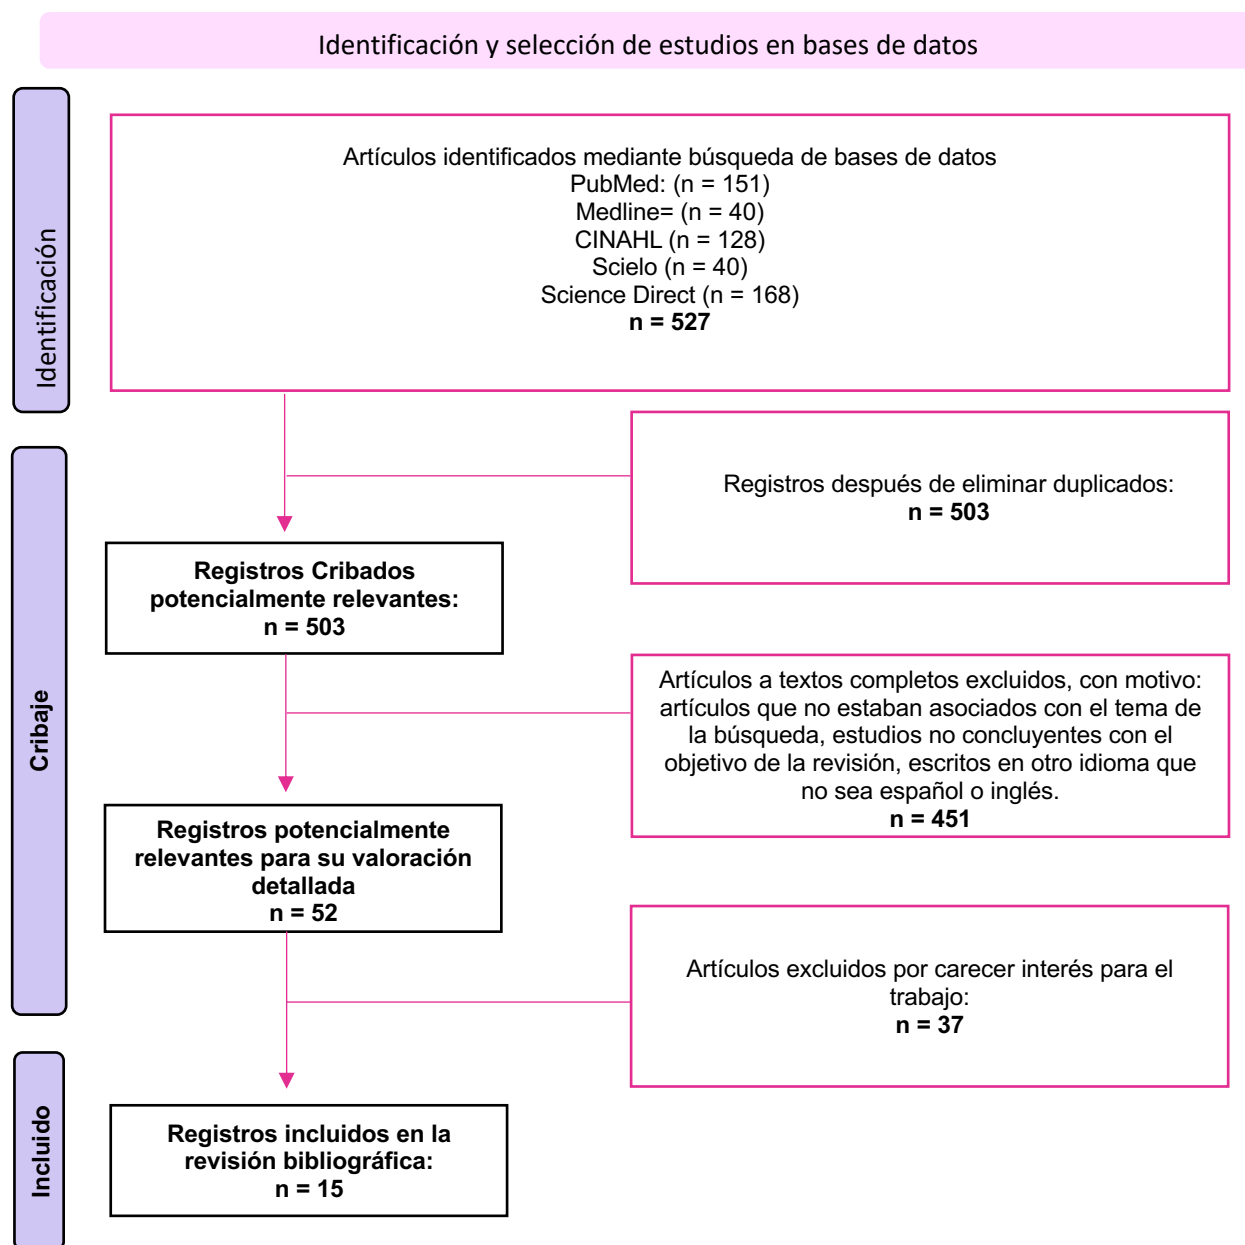 Identificación y selección de estudios en bases de datos
Identificación
Artículos identificados mediante búsqueda de bases de datos
PubMed: (n = 151)
Medline= (n = 40)
CINAHL (n = 128)
Scielo (n = 40)
Science Direct (n = 168)
n = 527
Registros después de eliminar duplicados:
n = 503
Cribaje
Registros Cribados
potencialmente relevantes:
n = 503
Artículos a textos completos excluidos, con motivo:
artículos que no estaban asociados con el tema de
la búsqueda, estudios no concluyentes con el
objetivo de la revisión, escritos en otro idioma que
no sea español o inglés.
n = 451
Registros potencialmente
relevantes para su valoración
detallada
n = 52
Artículos excluidos por carecer interés para el
trabajo:
n = 37
Incluido
Registros incluidos en la
revisión bibliográfica:
n = 15